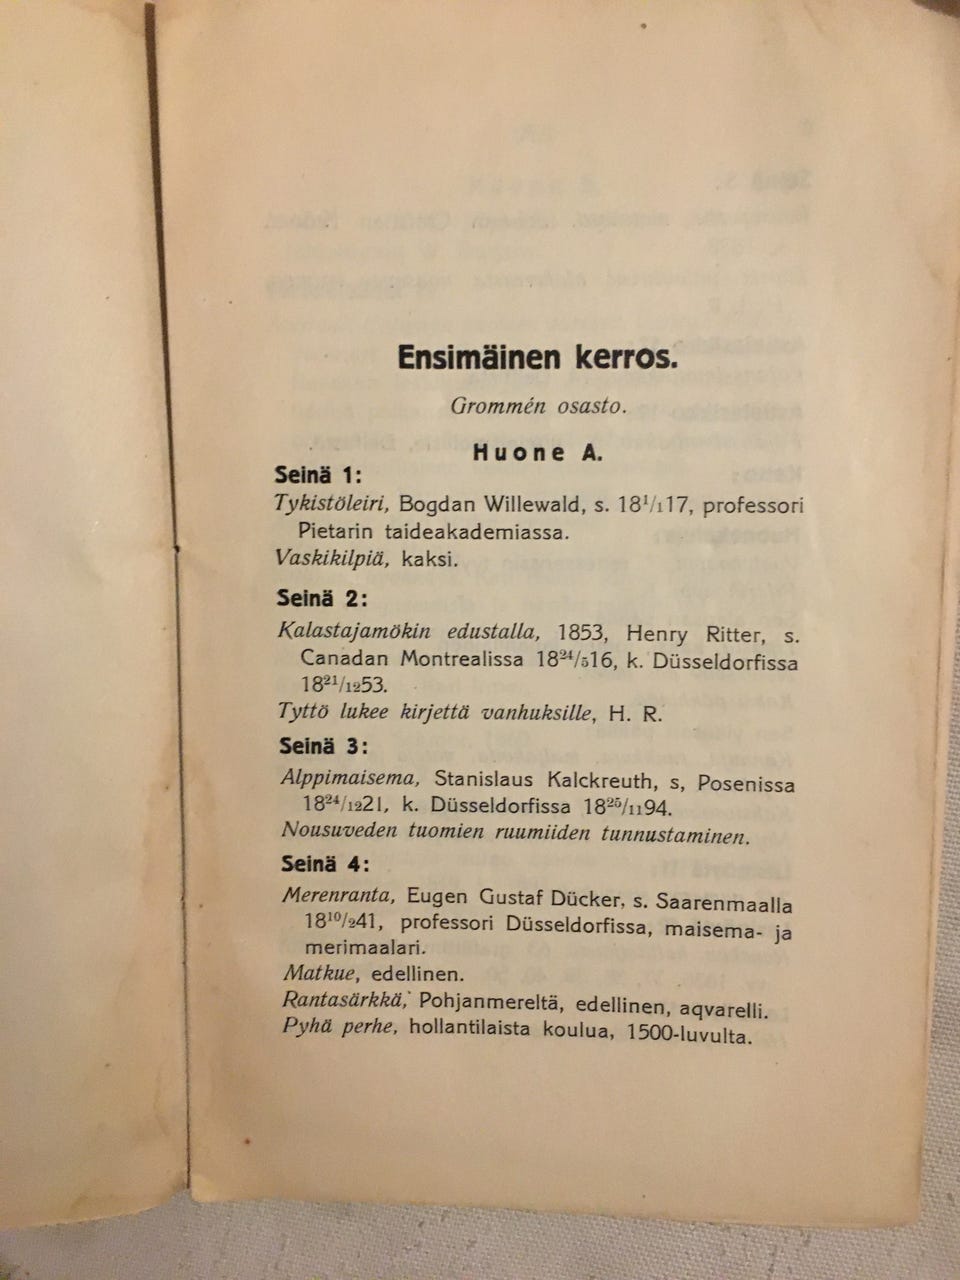 Ensimäinen kerros.
Grommén osasto.
Huone A.
Seinä 1:
Tykistöleiri, Bogdan Willewald, s. 18¹/₁17, professori
Pietarin taideakademiassa.
Vaskikilpiä, kaksi.
Seinä 2:
Kalastajamökin edustalla, 1853, Henry Ritter, s.
Canadan Montrealissa 18²⁴/₅16, k. Düsseldorfissa
18²¹/₁₂53.
Tyttö lukee kirjettä vanhuksille, H. R.
Seinä 3:
Alppimaisema, Stanislaus Kalckreuth, s, Posenissa
18²⁴/₁₂21, k. Düsseldorfissa 18²⁵/₁₁94.
Nousuveden tuomien ruumiiden tunnustaminen.
Seinä 4:
Merenranta, Eugen Gustaf Dücker, s. Saarenmaalla
18¹⁰/₂41, professori Düsseldorfissa, maisema- ja
merimaalari.
Matkue, edellinen.
Rantasärkkä, Pohjanmereltä, edellinen, aqvarelli.
Pyhä perhe, hollantilaista koulua, 1500-luvulta.